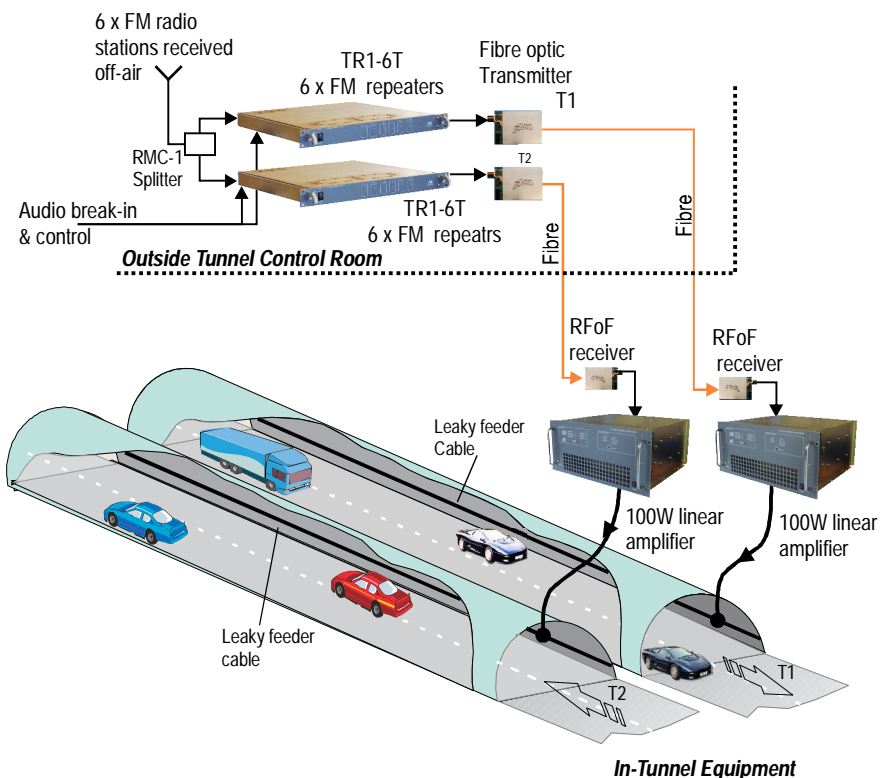 6 x FM radio
stations received
off-air
TR1-6T
6 x FM repeaters
Fibre optic
Transmitter
T1
RMC-1
Splitter
T2
Audio break-in
& control
TR1-6T
6 x FM repeatrs
Outside Tunnel Control Room
Fibre
Fibre
RFoF
receiver
RFoF
receiver
Leaky feeder
Cable
100W linear
amplifier
100W linear
amplifier
Leaky feeder
cable
T1
T2
In-Tunnel Equipment